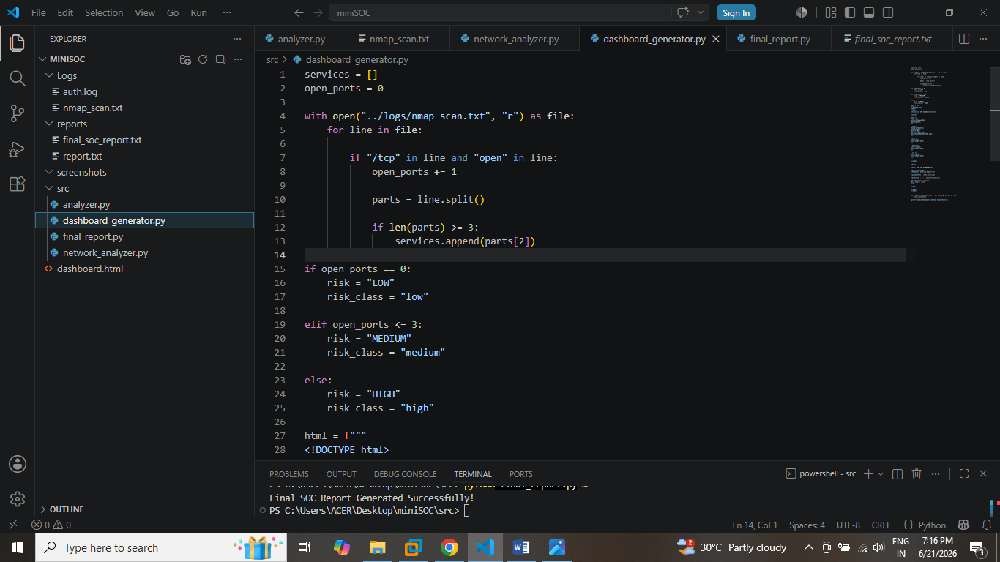 File Edit Selection View Go Run ···
miniSOC
Sign In
EXPLORER ···
MINISOC
Logs
auth.log
nmap_scan.txt
reports
final_soc_report.txt
report.txt
screenshots
src
analyzer.py
dashboard_generator.py
final_report.py
network_analyzer.py
dashboard.html
OUTLINE
analyzer.py nmap_scan.txt network_analyzer.py dashboard_generator.py final_report.py final_soc_report.txt
src > dashboard_generator.py
1 services = []
2 open_ports = 0
3
4 with open("../logs/nmap_scan.txt", "r") as file:
5 for line in file:
6
7 if "/tcp" in line and "open" in line:
8 open_ports += 1
9
10 parts = line.split()
11
12 if len(parts) >= 3:
13 services.append(parts[2])
14
15 if open_ports == 0:
16 risk = "LOW"
17 risk_class = "low"
18
19 elif open_ports <= 3:
20 risk = "MEDIUM"
21 risk_class = "medium"
22
23 else:
24 risk = "HIGH"
25 risk_class = "high"
26
27 html = f"""
28 <!DOCTYPE html>
PROBLEMS OUTPUT DEBUG CONSOLE TERMINAL PORTS
powershell - src
PS C:\Users\ACER\Desktop\miniSOC\src> python final_report.py
Final SOC Report Generated Successfully!
PS C:\Users\ACER\Desktop\miniSOC\src>
0 0
Ln 14, Col 1 Spaces: 4 UTF-8 CRLF { } Python
Type here to search
2
30°C Partly cloudy
ENG
IN
7:16 PM
6/21/2026
3